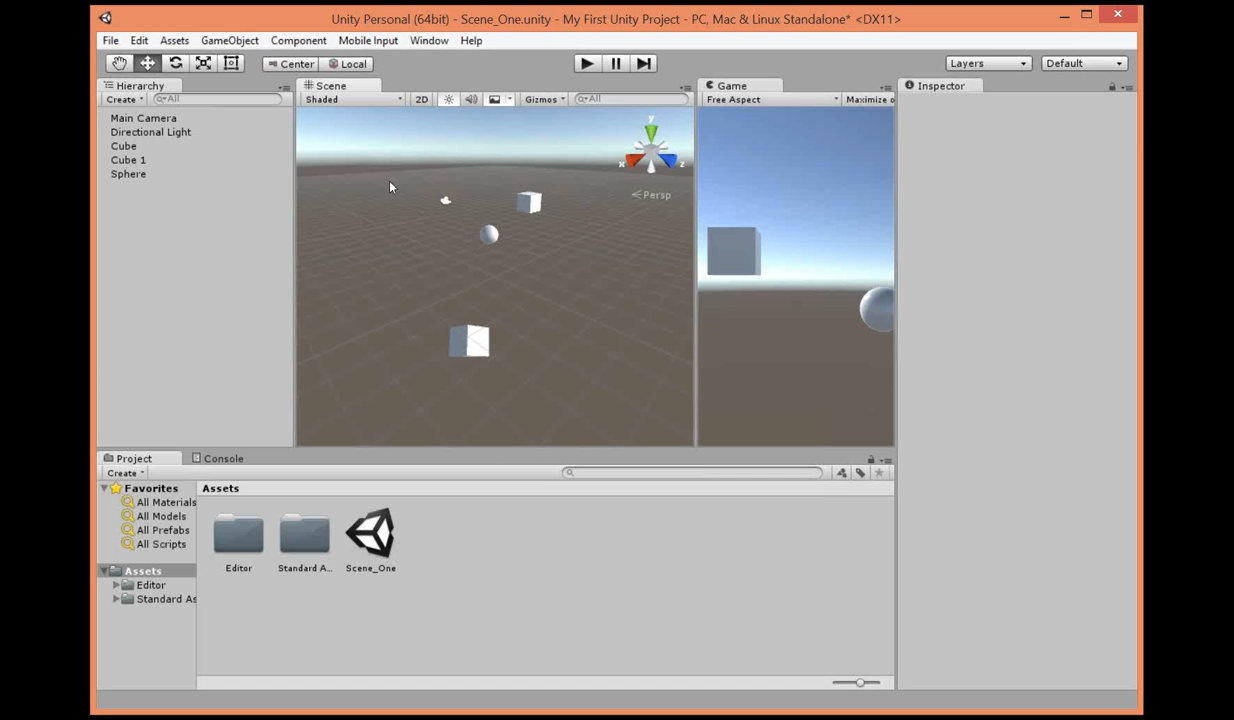 Unity Personal (64bit) - Scene_One.unity - My First Unity Project - PC, Mac & Linux Standalone* <DX11>
File Edit Assets GameObject Component Mobile Input Window Help
Center Local Layers Default
Hierarchy Scene Game Inspector
Create All Shaded 2D Gizmos All Free Aspect Maximize o
Main Camera
Directional Light
Cube
Cube 1
Sphere
y
x z
Persp
Project Console
Create
Favorites Assets
All Materials
All Models
All Prefabs
All Scripts
Editor Standard A... Scene_One
Assets
Editor
Standard As